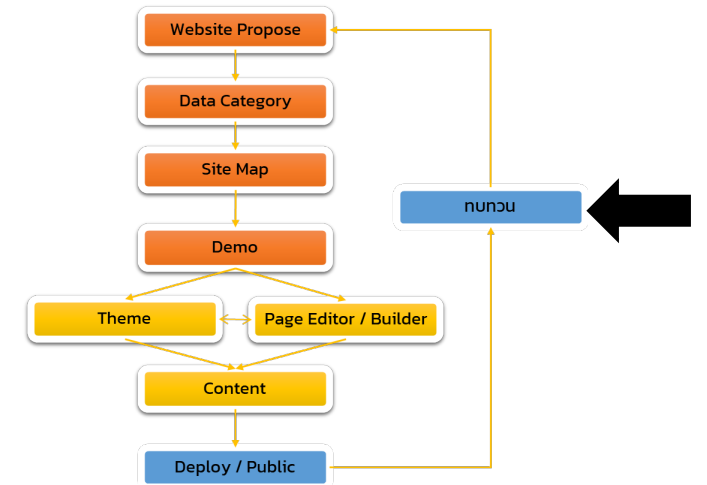 Website Propose
Data Category
Site Map
Demo
Theme
Page Editor / Builder
Content
Deploy / Public
ทบทวน